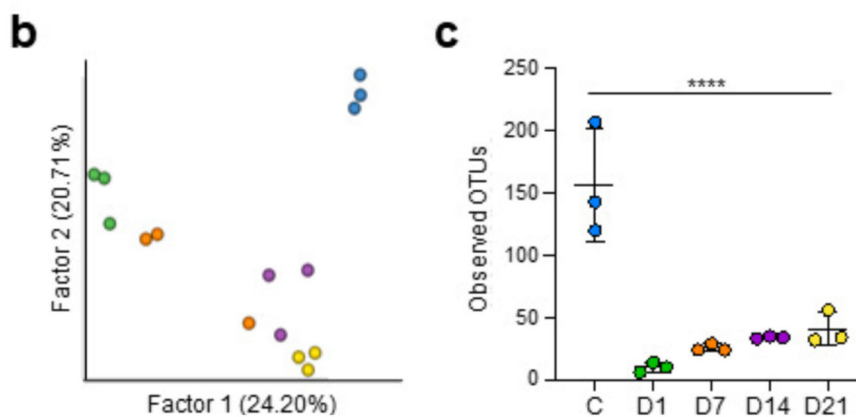 b
Factor 2 (20.71%)
Factor 1 (24.20%)
c
****
Observed OTUs
250
200
150
100
50
0
C D1 D7 D14 D21